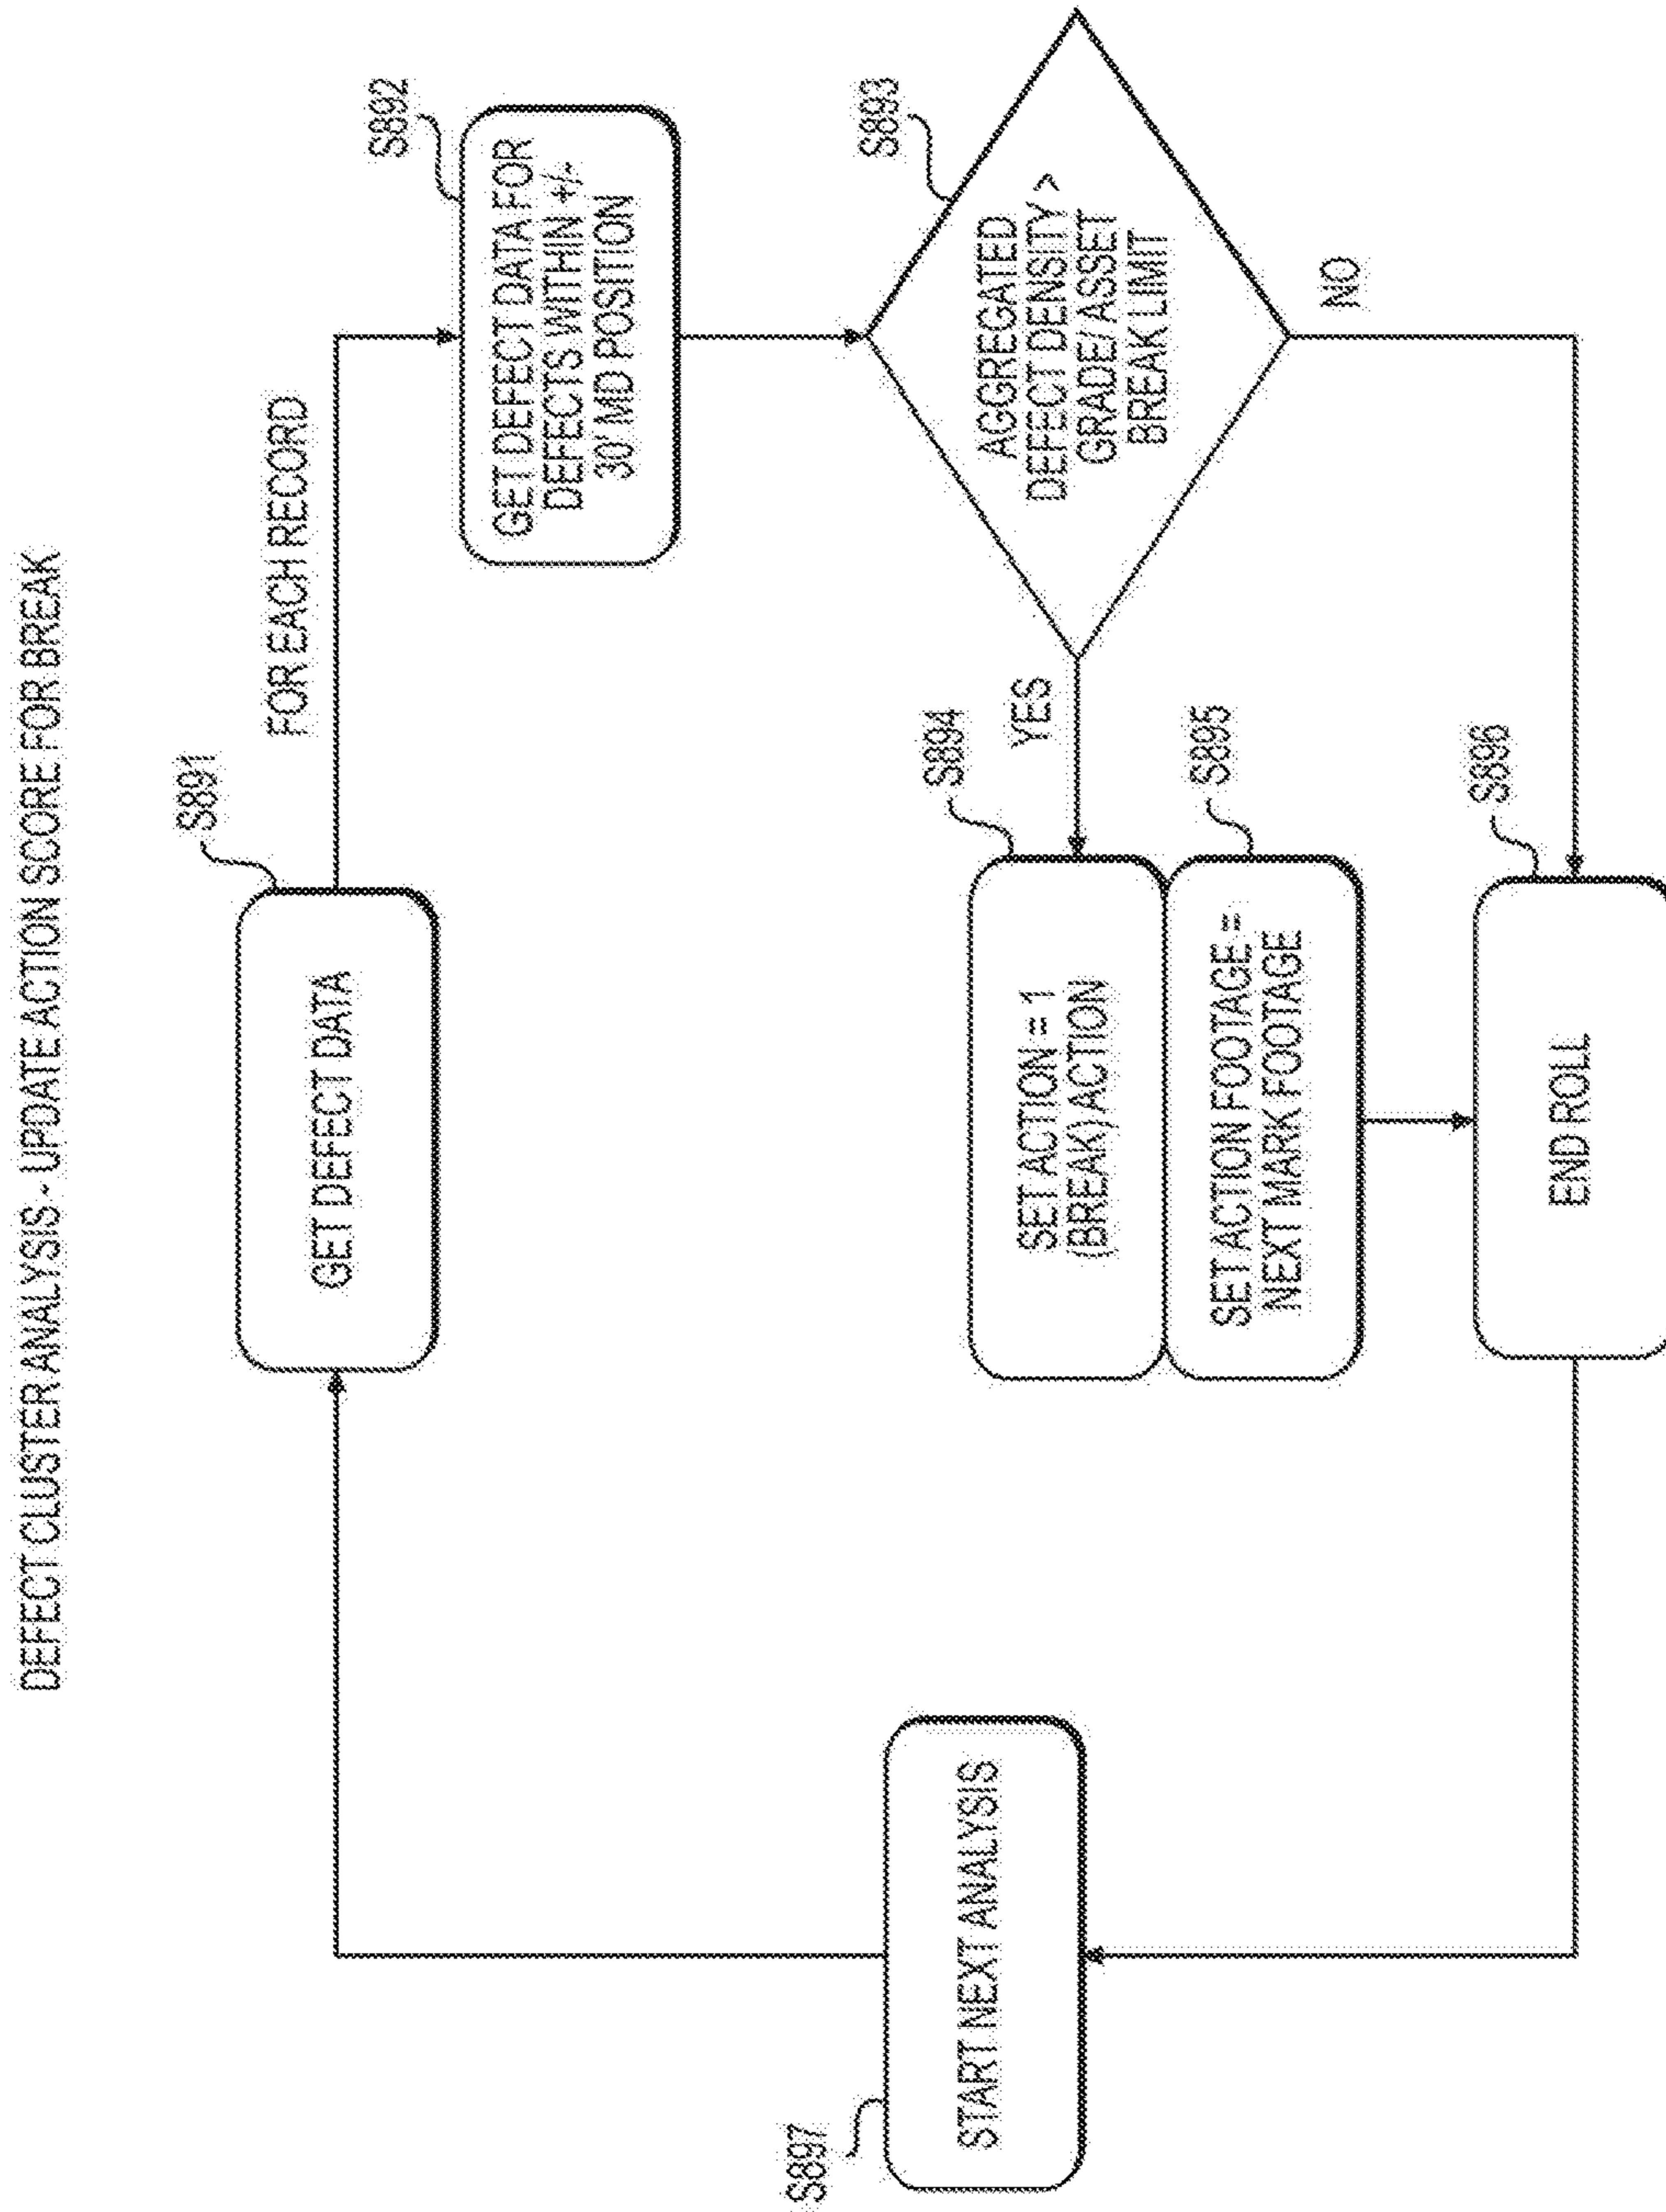 DEFECT CLUSTER ANALYSIS - UPDATE ACTION SCORE FOR BREAK
S891
GET DEFECT DATA
FOR EACH RECORD
S892
GET DEFECT DATA FOR
DEFECTS WITHIN +/-
30' MD POSITION
S893
AGGREGATED
DEFECT DENSITY >
GRADE/ASSET
BREAK LIMIT
YES
NO
S894
SET ACTION = 1
(BREAK) ACTION
S895
SET ACTION FOOTAGE =
NEXT MARK FOOTAGE
S896
END ROLL
S897
START NEXT ANALYSIS